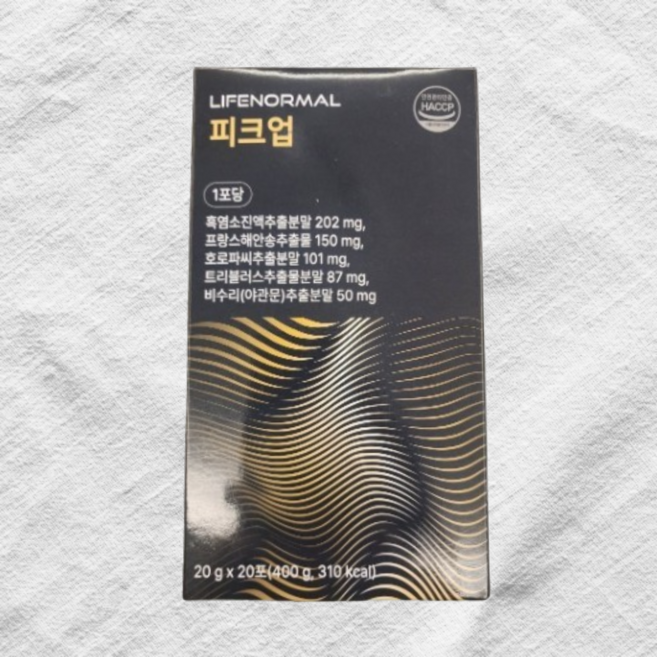 LIFENORMAL
피크업
HACCP
1포당
흑염소진액추출분말 202 mg,
프랑스해안송추출물 150 mg,
호로파씨추출분말 101 mg,
트리블러스추출물분말 87 mg,
비수리(야관문)추출분말 50 mg
20 g x 20포(400 g, 310 kcal)